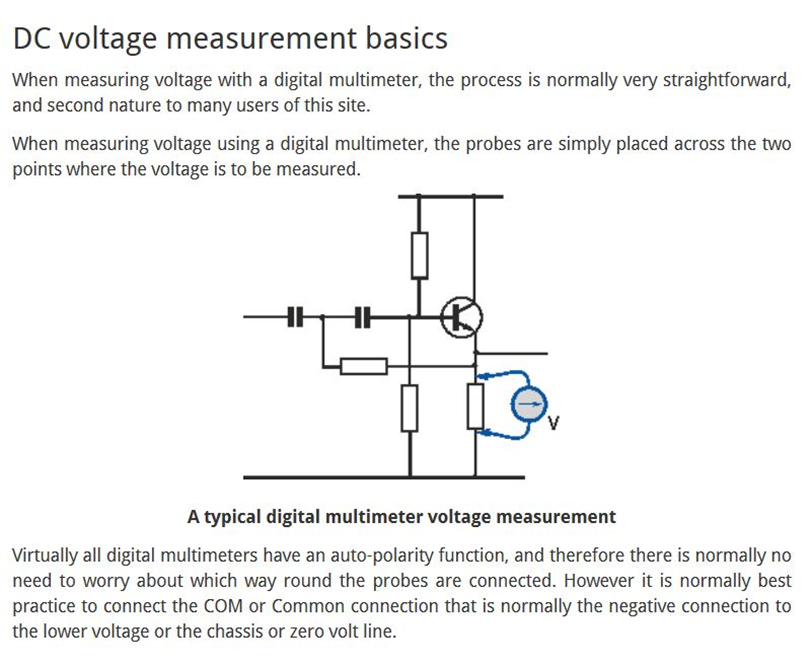 DC voltage measurement basics
When measuring voltage with a digital multimeter, the process is normally very straightforward,
and second nature to many users of this site.
When measuring voltage using a digital multimeter, the probes are simply placed across the two
points where the voltage is to be measured.
V
A typical digital multimeter voltage measurement
Virtually all digital multimeters have an auto-polarity function, and therefore there is normally no
need to worry about which way round the probes are connected. However it is normally best
practice to connect the COM or Common connection that is normally the negative connection to
the lower voltage or the chassis or zero volt line.